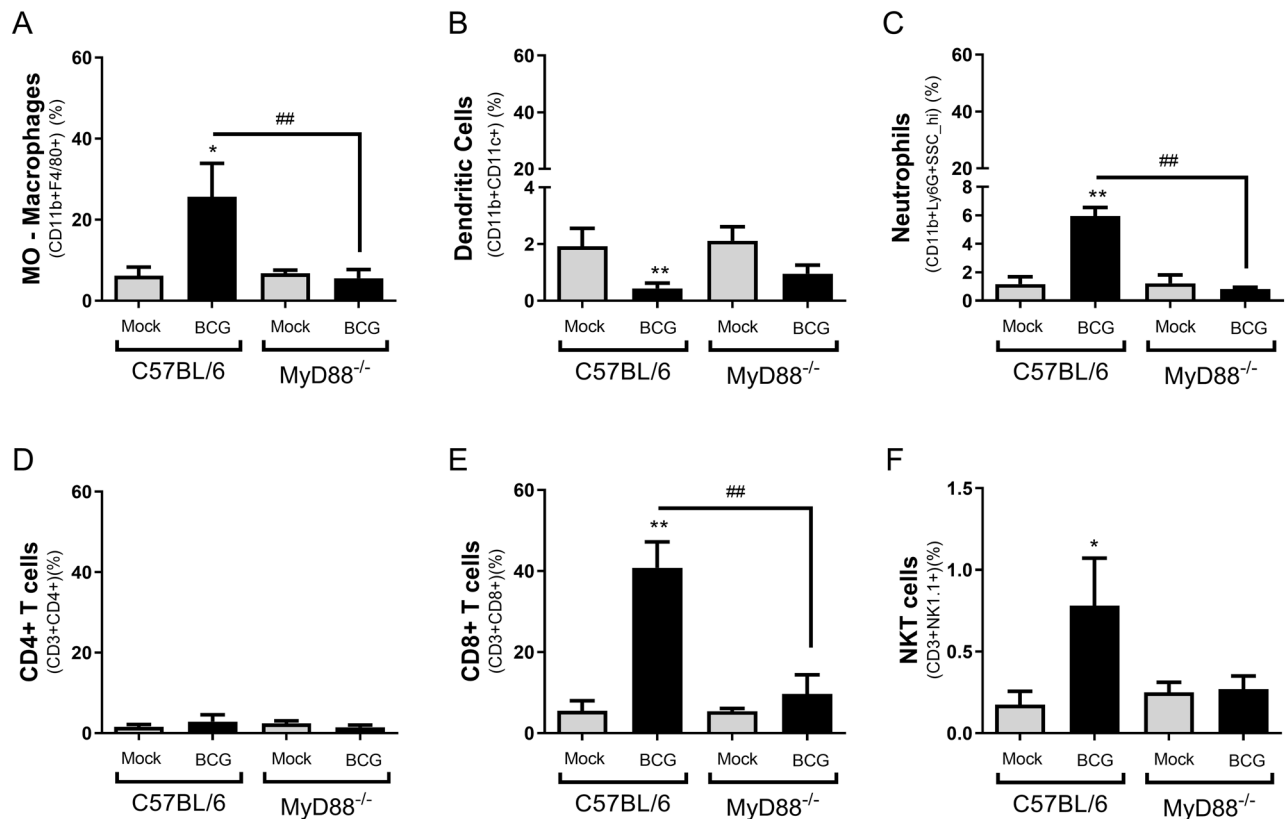 A
MO - Macrophages
(CD11b+F4/80+) (%)
60
40
20
0
*
##
Mock
BCG
Mock
BCG
C57BL/6
MyD88-/-
B
Dendritic Cells
(CD11b+CD11c+) (%)
60
40
20
4
2
0
**
Mock
BCG
Mock
BCG
C57BL/6
MyD88-/-
C
Neutrophils
(CD11b+Ly6G+SSC_hi) (%)
60
40
20
8
6
4
2
0
**
##
Mock
BCG
Mock
BCG
C57BL/6
MyD88-/-
D
CD4+ T cells
(CD3+CD4+)(%)
60
40
20
0
Mock
BCG
Mock
BCG
C57BL/6
MyD88-/-
E
CD8+ T cells
(CD3+CD8+)(%)
60
40
20
0
**
##
Mock
BCG
Mock
BCG
C57BL/6
MyD88-/-
F
NKT cells
(CD3+NK1.1+)(%)
1.5
1.0
0.5
0.0
*
Mock
BCG
Mock
BCG
C57BL/6
MyD88-/-